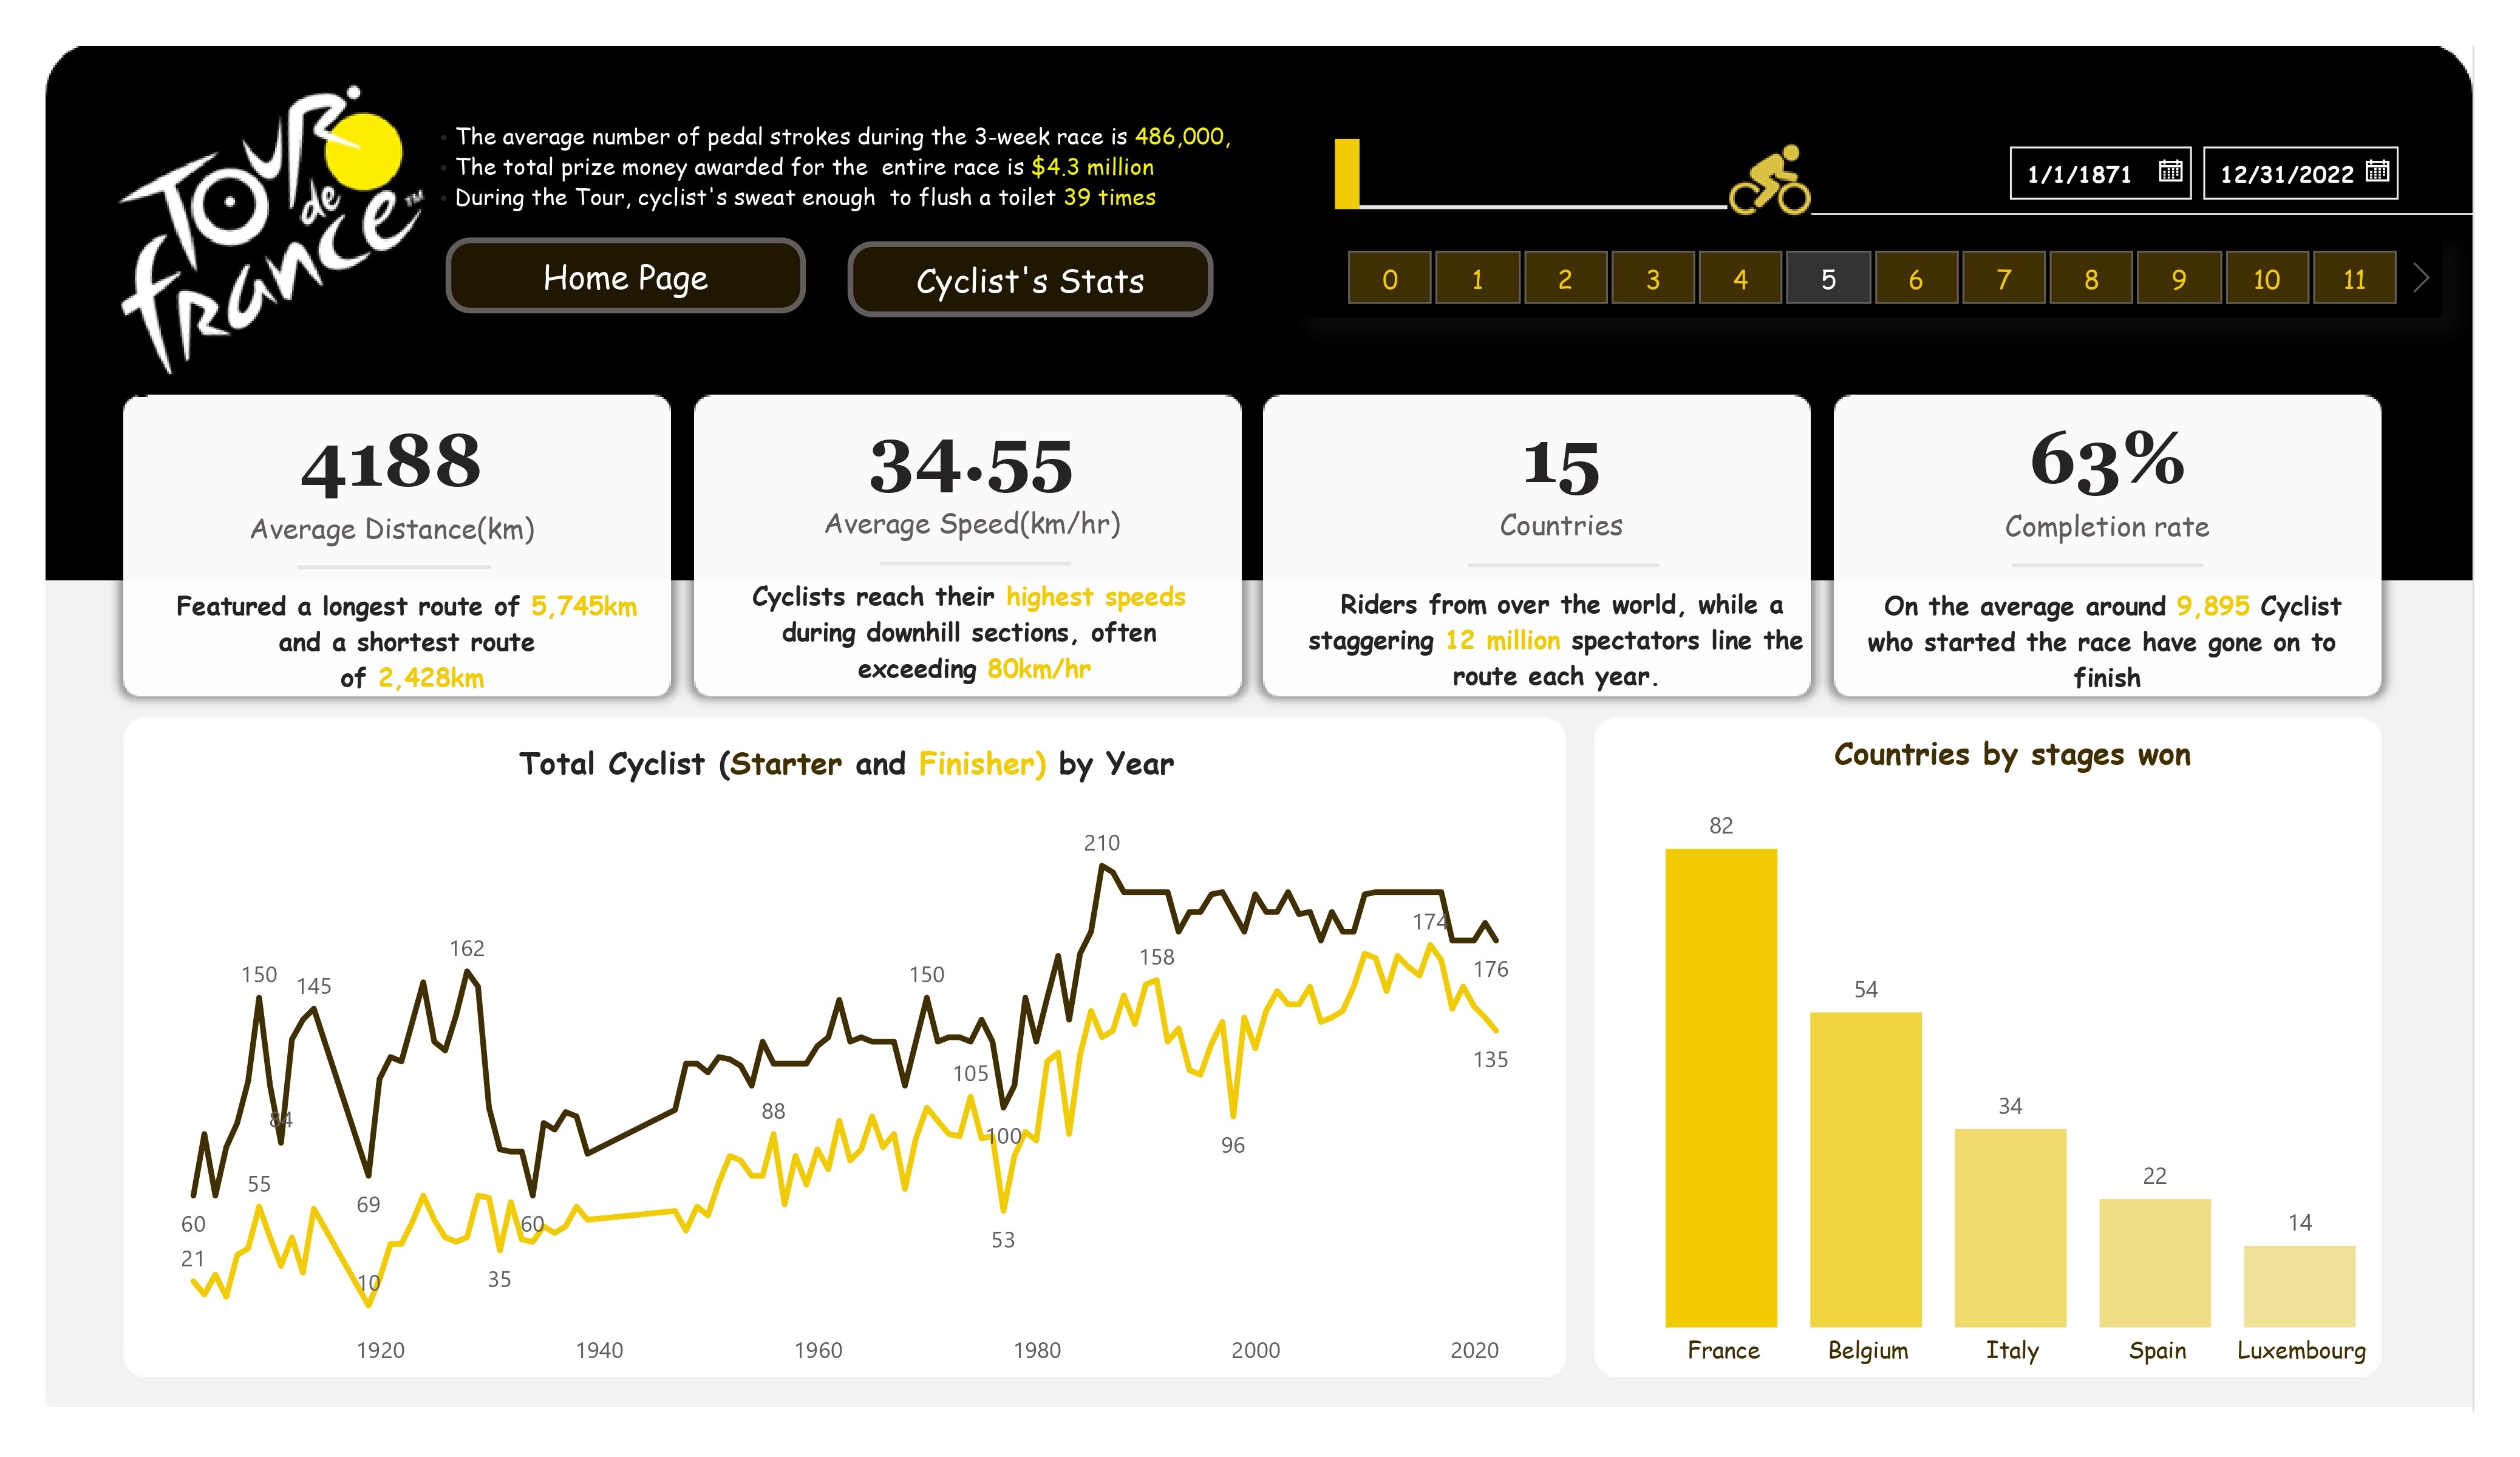 TOUR
de
france™
The average number of pedal strokes during the 3-week race is 486,000,
The total prize money awarded for the  entire race is $4.3 million
During the Tour, cyclist's sweat enough  to flush a toilet 39 times
Home Page
Cyclist's Stats
1/1/1871
12/31/2022
0 1 2 3 4 5 6 7 8 9 10 11
4188
Average Distance(km)
Featured a longest route of 5,745km
and a shortest route
of 2,428km
34.55
Average Speed(km/hr)
Cyclists reach their highest speeds
during downhill sections, often
exceeding 80km/hr
15
Countries
Riders from over the world, while a
staggering 12 million spectators line the
route each year.
63%
Completion rate
On the average around 9,895 Cyclist
who started the race have gone on to
finish
Total Cyclist (Starter and Finisher) by Year
210
174
162
158
150
145
150
176
105
135
88
84
100
96
55
69
60
60
53
21
10
35
1920 1940 1960 1980 2000 2020
Countries by stages won
82
54
34
22
14
France Belgium Italy Spain Luxembourg